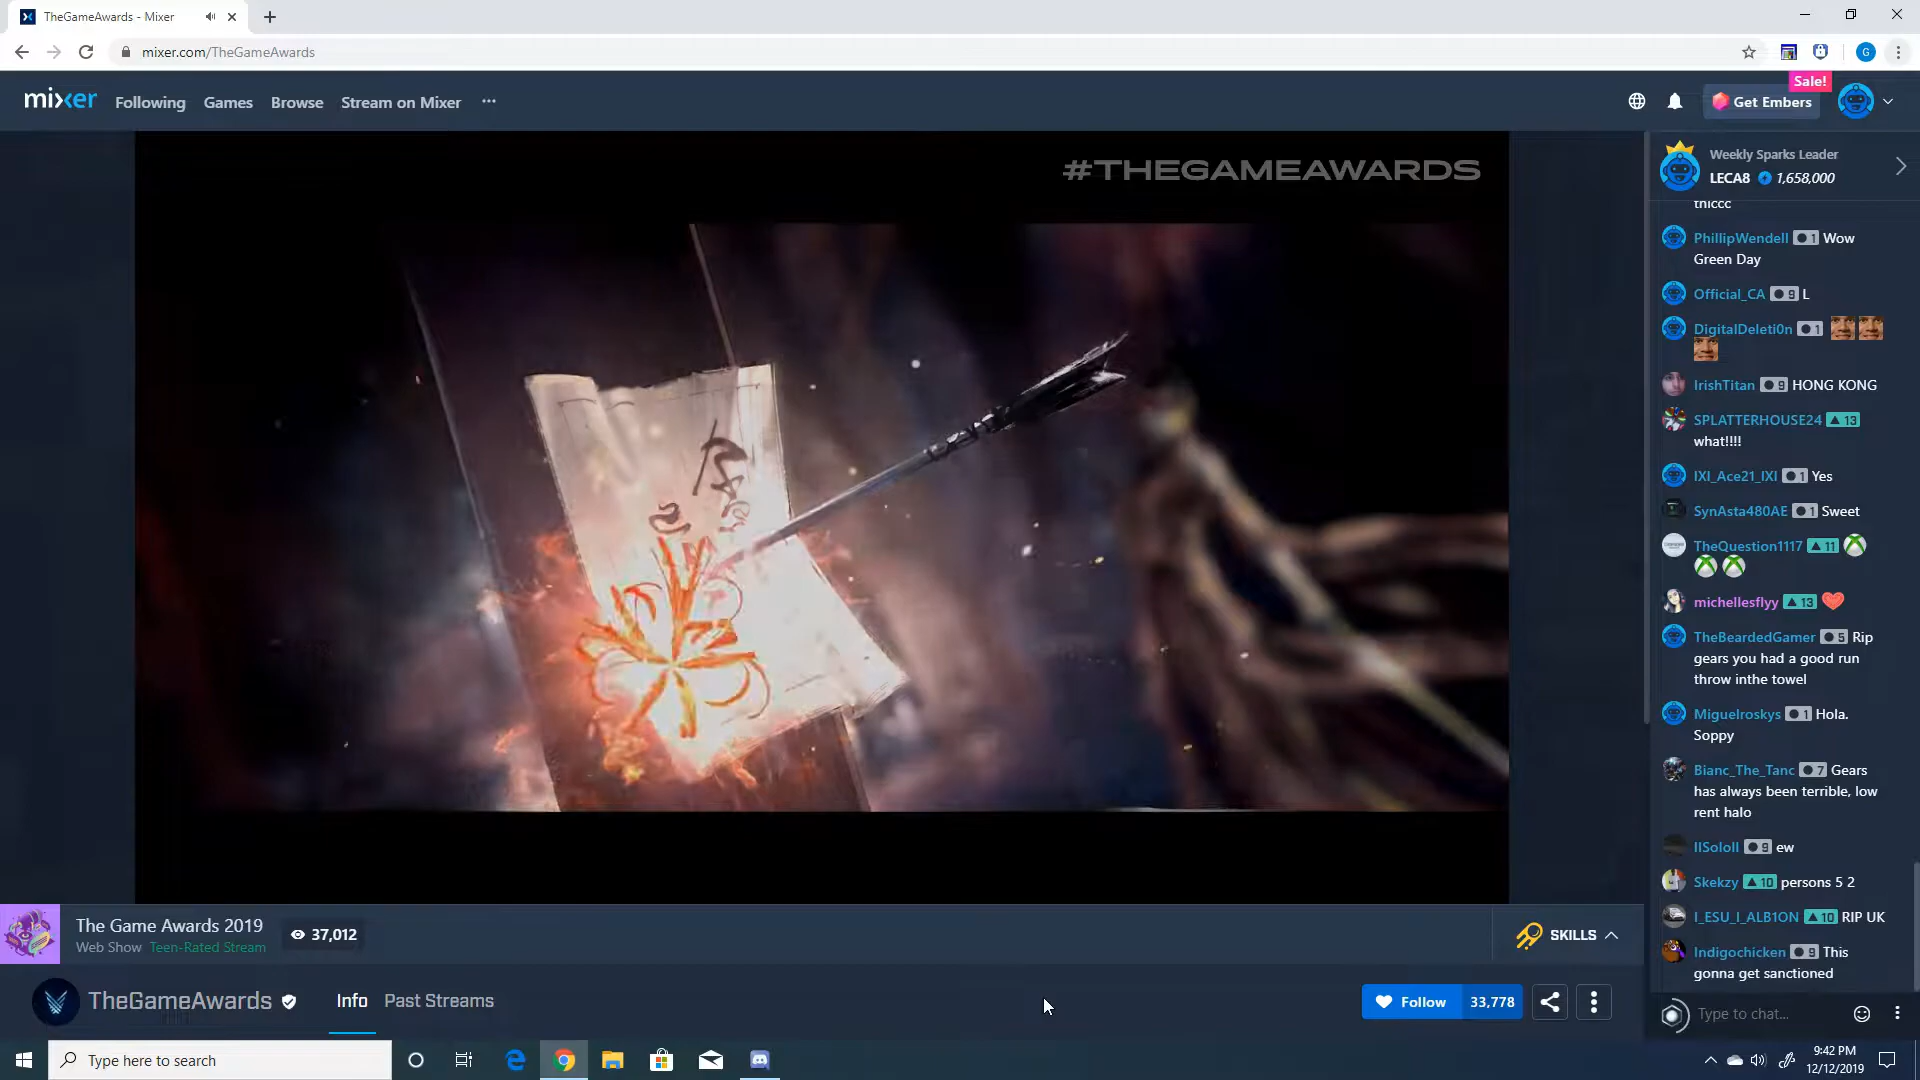 TheGameAwards - Mixer
mixer.com/TheGameAwards
G
mixer
Following
Games
Browse
Stream on Mixer
Sale!
Get Embers
#THEGAMEAWARDS
Weekly Sparks Leader
LECA8 1,658,000
thiccc
PhillipWendell 1 Wow
Green Day
Official_CA 9 L
DigitalDeleti0n 1
IrishTitan 9 HONG KONG
SPLATTERHOUSE24 13
what!!!!
IXI_Ace21_IXI 1 Yes
SynAsta480AE 1 Sweet
TheQuestion1117 11
michellesflyy 13
TheBeardedGamer 5 Rip
gears you had a good run
throw inthe towel
Miguelroskys 1 Hola.
Soppy
Bianc_The_Tanc 7 Gears
has always been terrible, low
rent halo
IISololl 9 ew
Skekzy 10 persons 5 2
I_ESU_I_ALB1ON 10 RIP UK
Indigochicken 9 This
gonna get sanctioned
Type to chat...
The Game Awards 2019
37,012
Web Show Teen-Rated Stream
SKILLS
TheGameAwards
Info
Past Streams
Follow 33,778
Type here to search
9:42 PM
12/12/2019